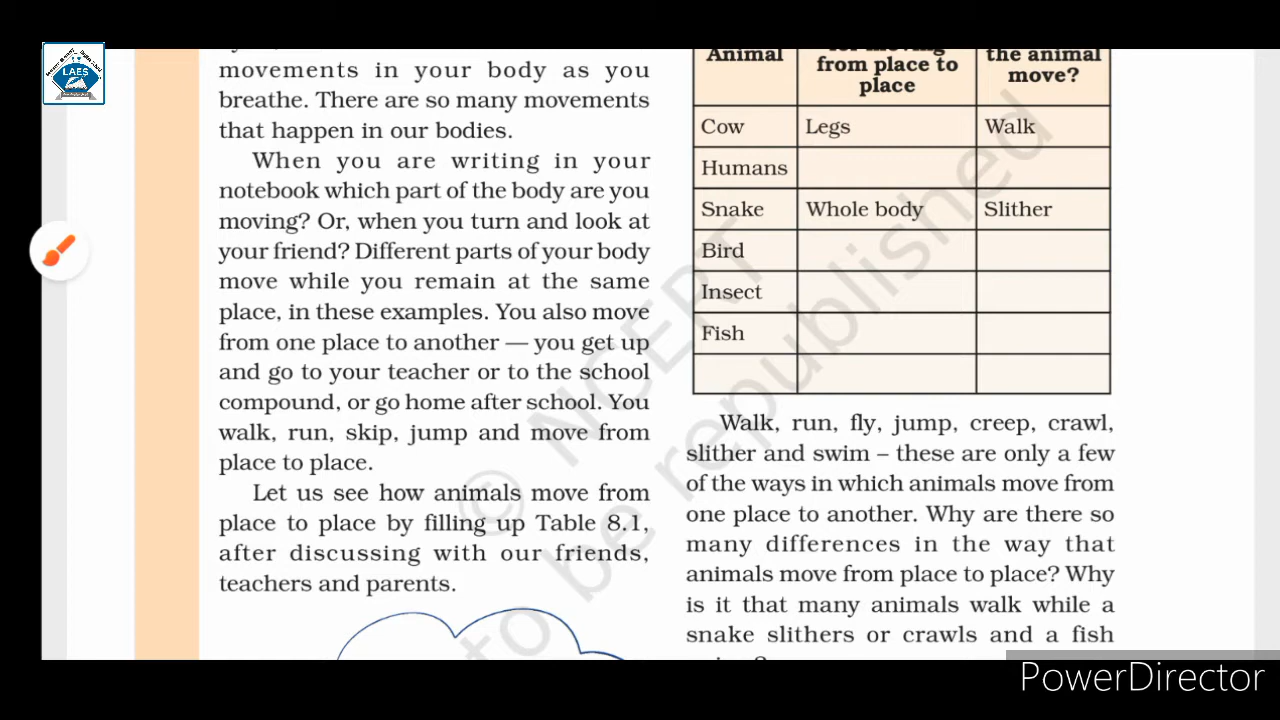 LAES
movements in your body as you
breathe. There are so many movements
that happen in our bodies.
When you are writing in your
notebook which part of the body are you
moving? Or, when you turn and look at
your friend? Different parts of your body
move while you remain at the same
place, in these examples. You also move
from one place to another — you get up
and go to your teacher or to the school
compound, or go home after school. You
walk, run, skip, jump and move from
place to place.
Let us see how animals move from
place to place by filling up Table 8.1,
after discussing with our friends,
teachers and parents.
Animal
for moving
from place to
place
the animal
move?
Cow Legs Walk
Humans
Snake Whole body Slither
Bird
Insect
Fish
Walk, run, fly, jump, creep, crawl,
slither and swim – these are only a few
of the ways in which animals move from
one place to another. Why are there so
many differences in the way that
animals move from place to place? Why
is it that many animals walk while a
snake slithers or crawls and a fish
© NCERT
to be republished
PowerDirector